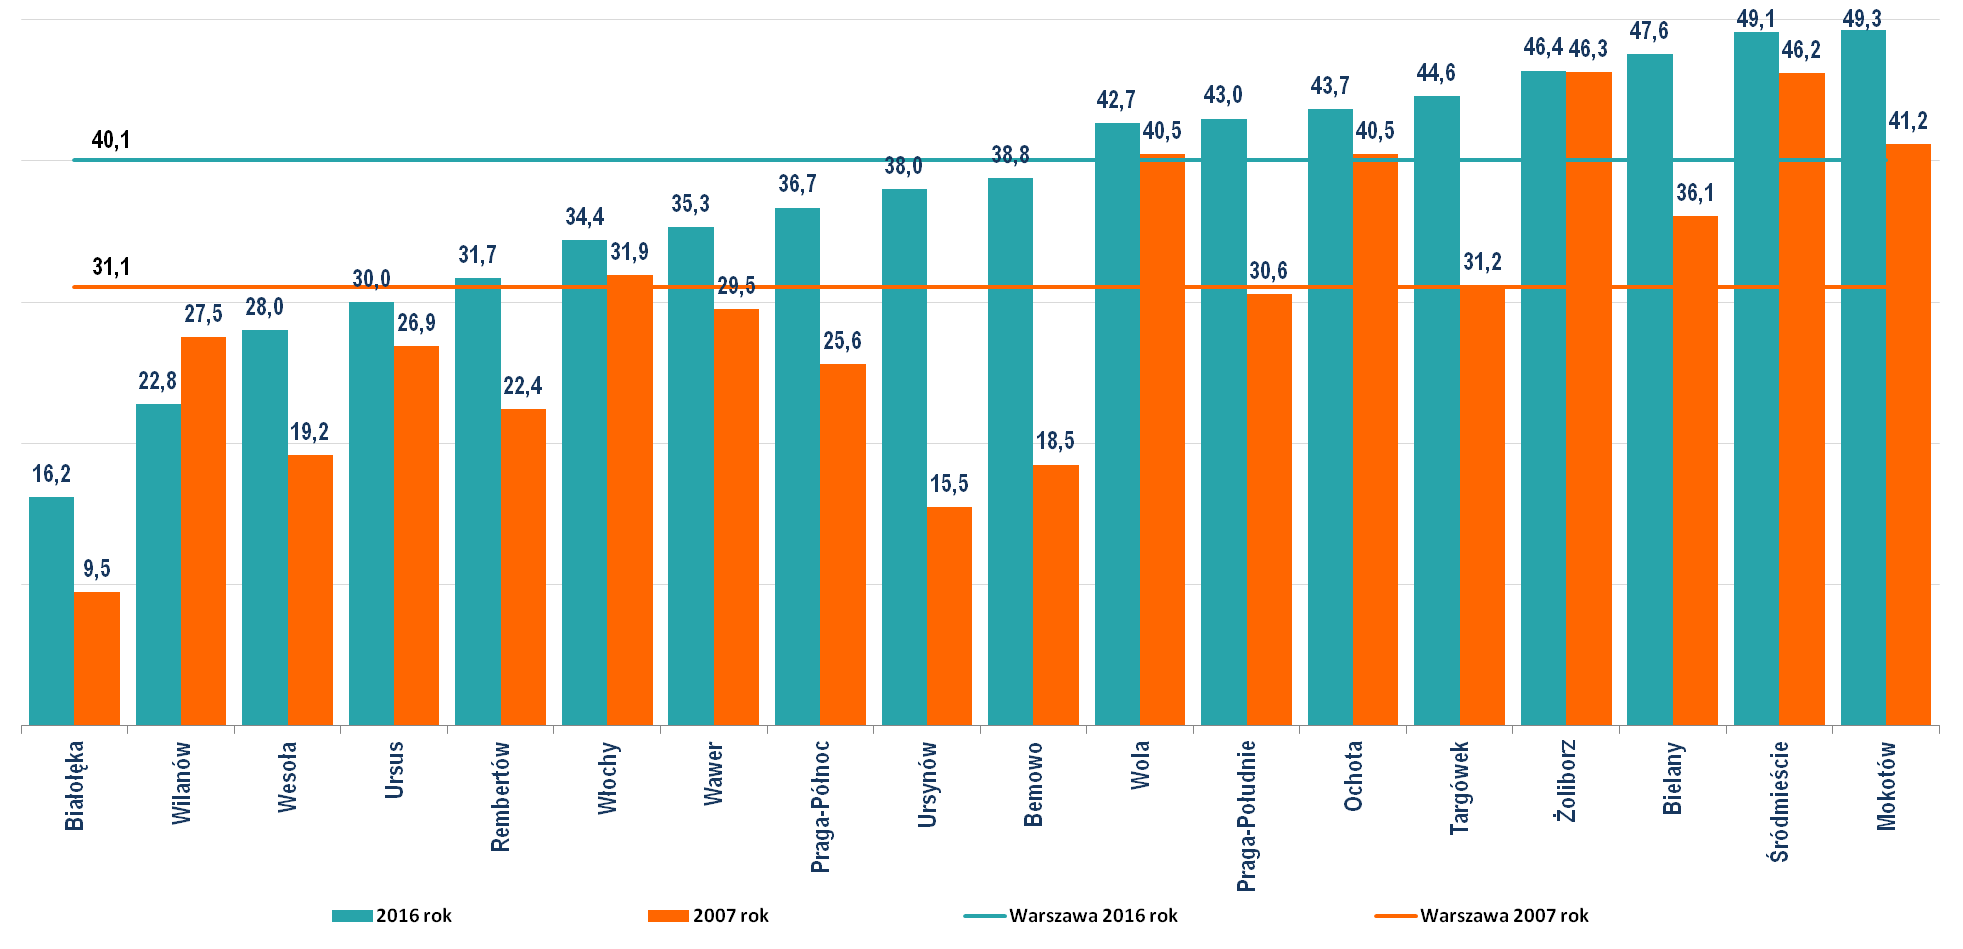 49,1
49,3
47,6
46,4
46,3
46,2
44,6
43,7
43,0
42,7
41,2
40,5
40,5
40,1
38,8
38,0
36,7
36,1
35,3
34,4
31,9
31,7
31,2
31,1
30,6
30,0
29,5
28,0
27,5
26,9
25,6
22,8
22,4
19,2
18,5
16,2
15,5
9,5
Białołęka
Wilanów
Wesoła
Ursus
Rembertów
Włochy
Wawer
Praga-Północ
Ursynów
Bemowo
Wola
Praga-Południe
Ochota
Targówek
Żoliborz
Bielany
Śródmieście
Mokotów
2016 rok
2007 rok
Warszawa 2016 rok
Warszawa 2007 rok